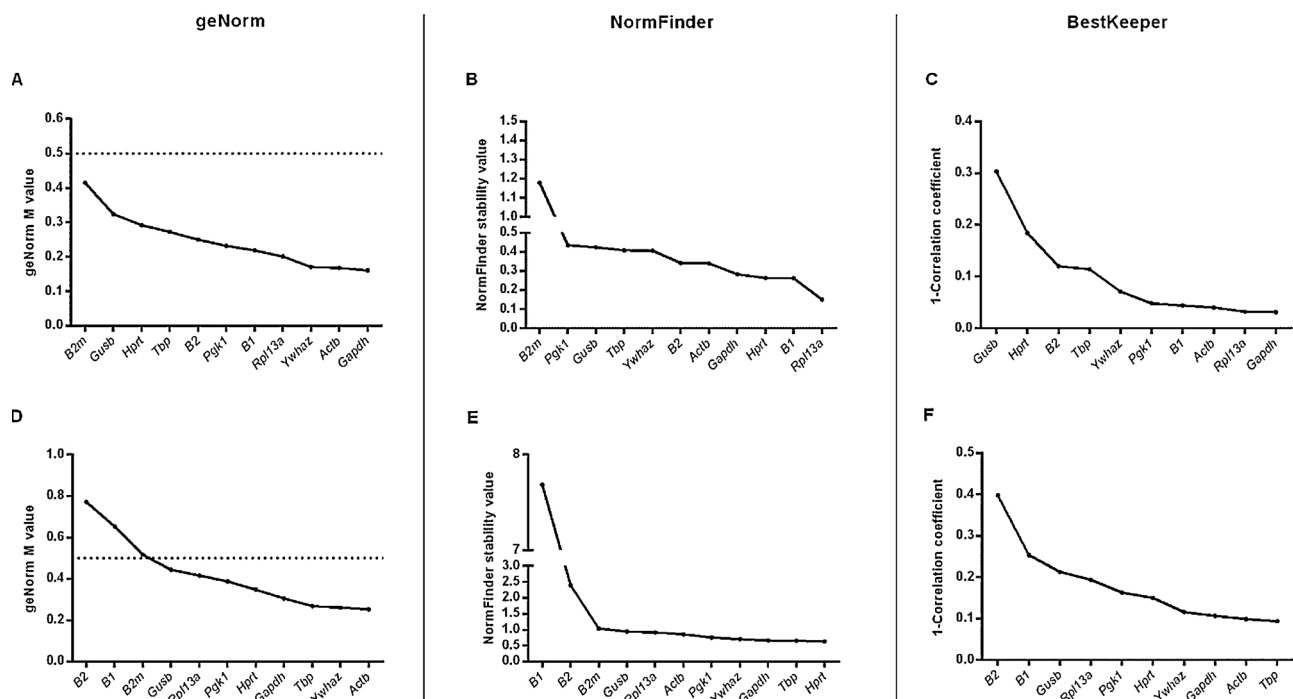 geNorm
NormFinder
BestKeeper
A
geNorm M value
0.6
0.5
0.4
0.3
0.2
0.1
0.0
B2m Gusb Hprt Tbp B2 Pgk1 B1 Rpl13a Ywhaz Actb Gapdh
B
NormFinder stability value
1.5
1.4
1.3
1.2
1.1
1.0
0.5
0.4
0.3
0.2
0.1
0.0
B2m Pgk1 Gusb Tbp Ywhaz B2 Actb Gapdh Hprt B1 Rpl13a
C
1-Correlation coefficient
0.4
0.3
0.2
0.1
0.0
Gusb Hprt B2 Tbp Ywhaz Pgk1 B1 Actb Rpl13a Gapdh
D
geNorm M value
1.0
0.8
0.6
0.4
0.2
0.0
B2 B1 B2m Gusb Rpl13a Pgk1 Hprt Gapdh Tbp Ywhaz Actb
E
NormFinder stability value
8
7
3.0
2.5
2.0
1.5
1.0
0.5
0.0
B1 B2 B2m Gusb Rpl13a Actb Pgk1 Ywhaz Gapdh Tbp Hprt
F
1-Correlation coefficient
0.5
0.4
0.3
0.2
0.1
0.0
B2 B1 Gusb Rpl13a Pgk1 Hprt Ywhaz Gapdh Actb Tbp